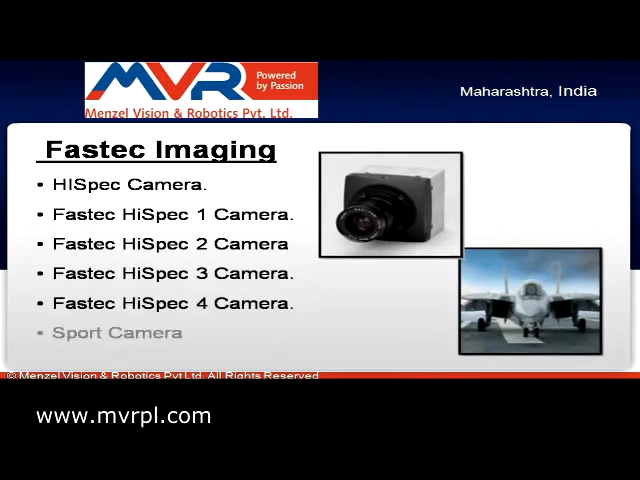 MVR Powered
by Passion
Menzel Vision & Robotics Pvt. Ltd.
Maharashtra, India
Fastec Imaging
• HISpec Camera.
• Fastec HiSpec 1 Camera.
• Fastec HiSpec 2 Camera
• Fastec HiSpec 3 Camera.
• Fastec HiSpec 4 Camera.
• Sport Camera
© Menzel Vision & Robotics Pvt Ltd. All Rights Reserved
www.mvrpl.com